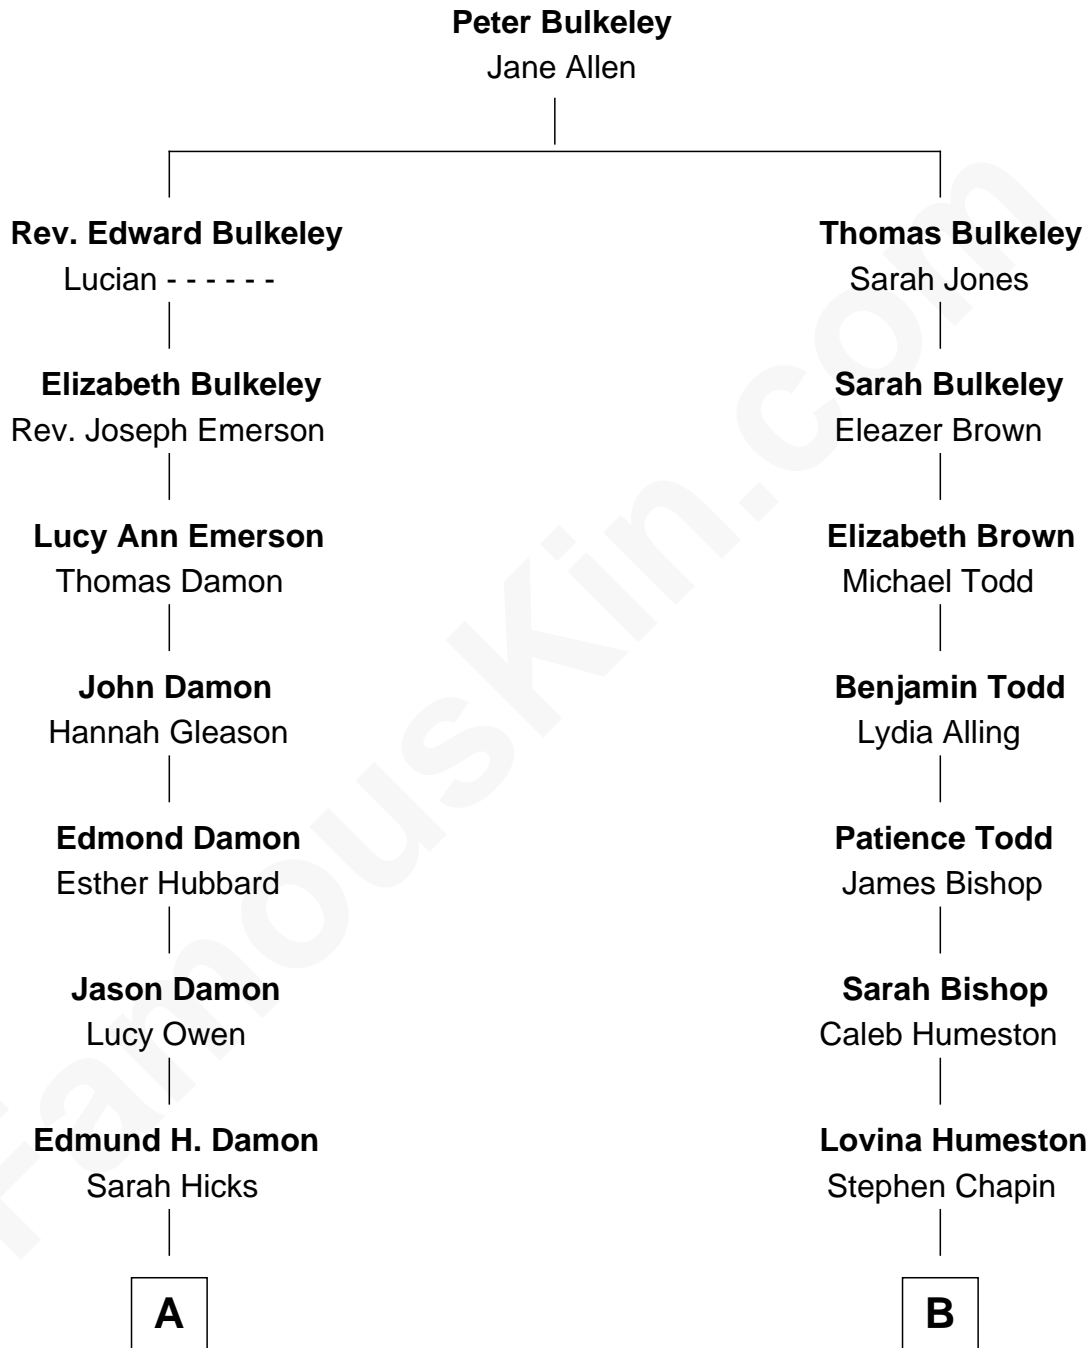 Peter Bulkeley
Jane Allen
Rev. Edward Bulkeley
Lucian - - - - - -
Thomas Bulkeley
Sarah Jones
Elizabeth Bulkeley
Rev. Joseph Emerson
Sarah Bulkeley
Eleazer Brown
Lucy Ann Emerson
Thomas Damon
Elizabeth Brown
Michael Todd
John Damon
Hannah Gleason
Benjamin Todd
Lydia Alling
Edmond Damon
Esther Hubbard
Patience Todd
James Bishop
Jason Damon
Lucy Owen
Sarah Bishop
Caleb Humeston
Edmund H. Damon
Sarah Hicks
Lovina Humeston
Stephen Chapin
A
B
FamousKin.com